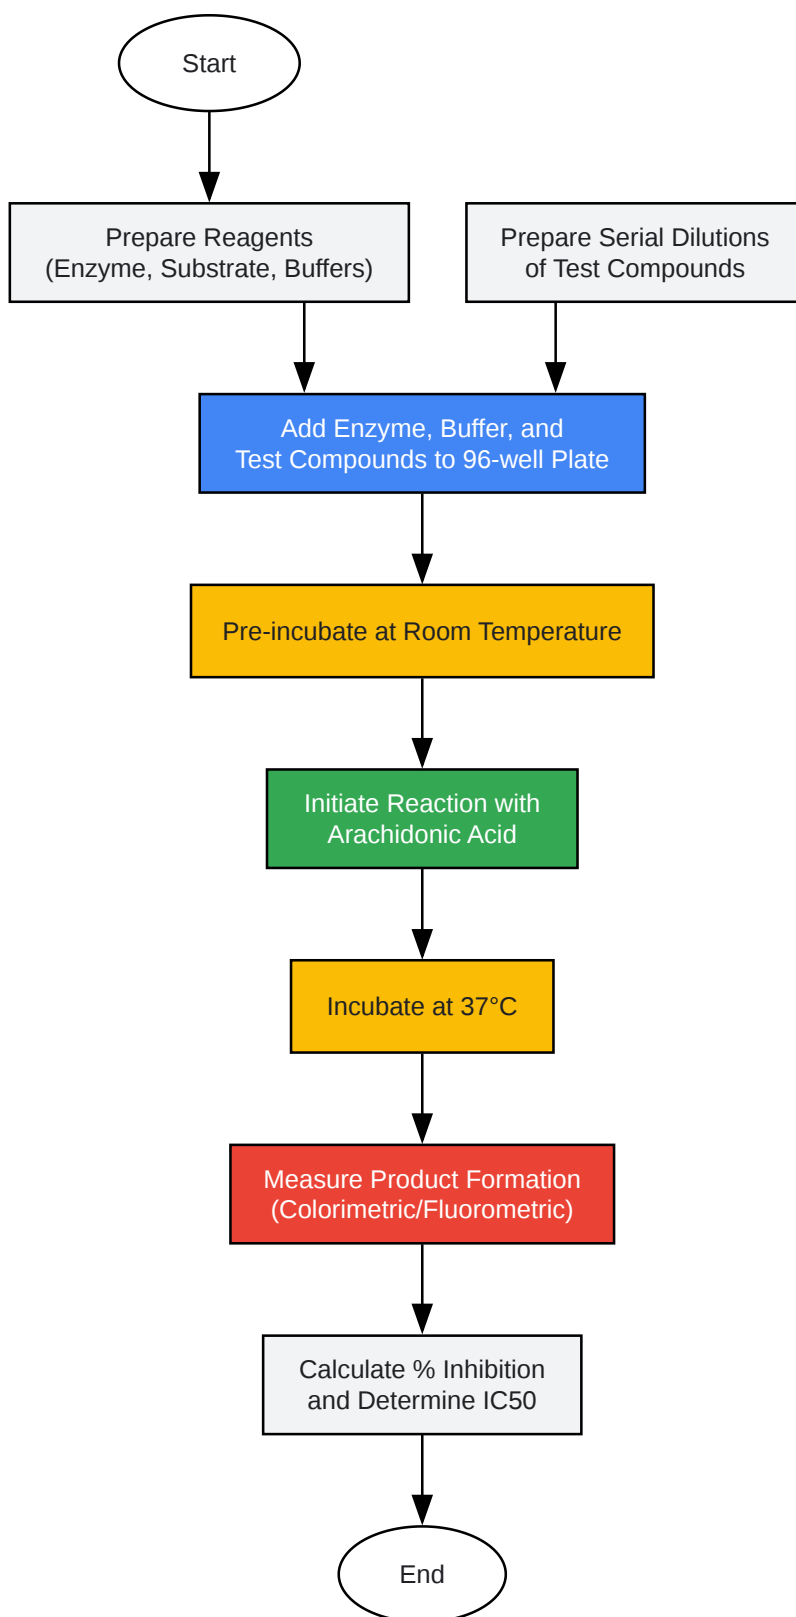 Start
Prepare Reagents
(Enzyme, Substrate, Buffers)
Prepare Serial Dilutions
of Test Compounds
Add Enzyme, Buffer, and
Test Compounds to 96-well Plate
Pre-incubate at Room Temperature
Initiate Reaction with
Arachidonic Acid
Incubate at 37°C
Measure Product Formation
(Colorimetric/Fluorometric)
Calculate % Inhibition
and Determine IC50
End